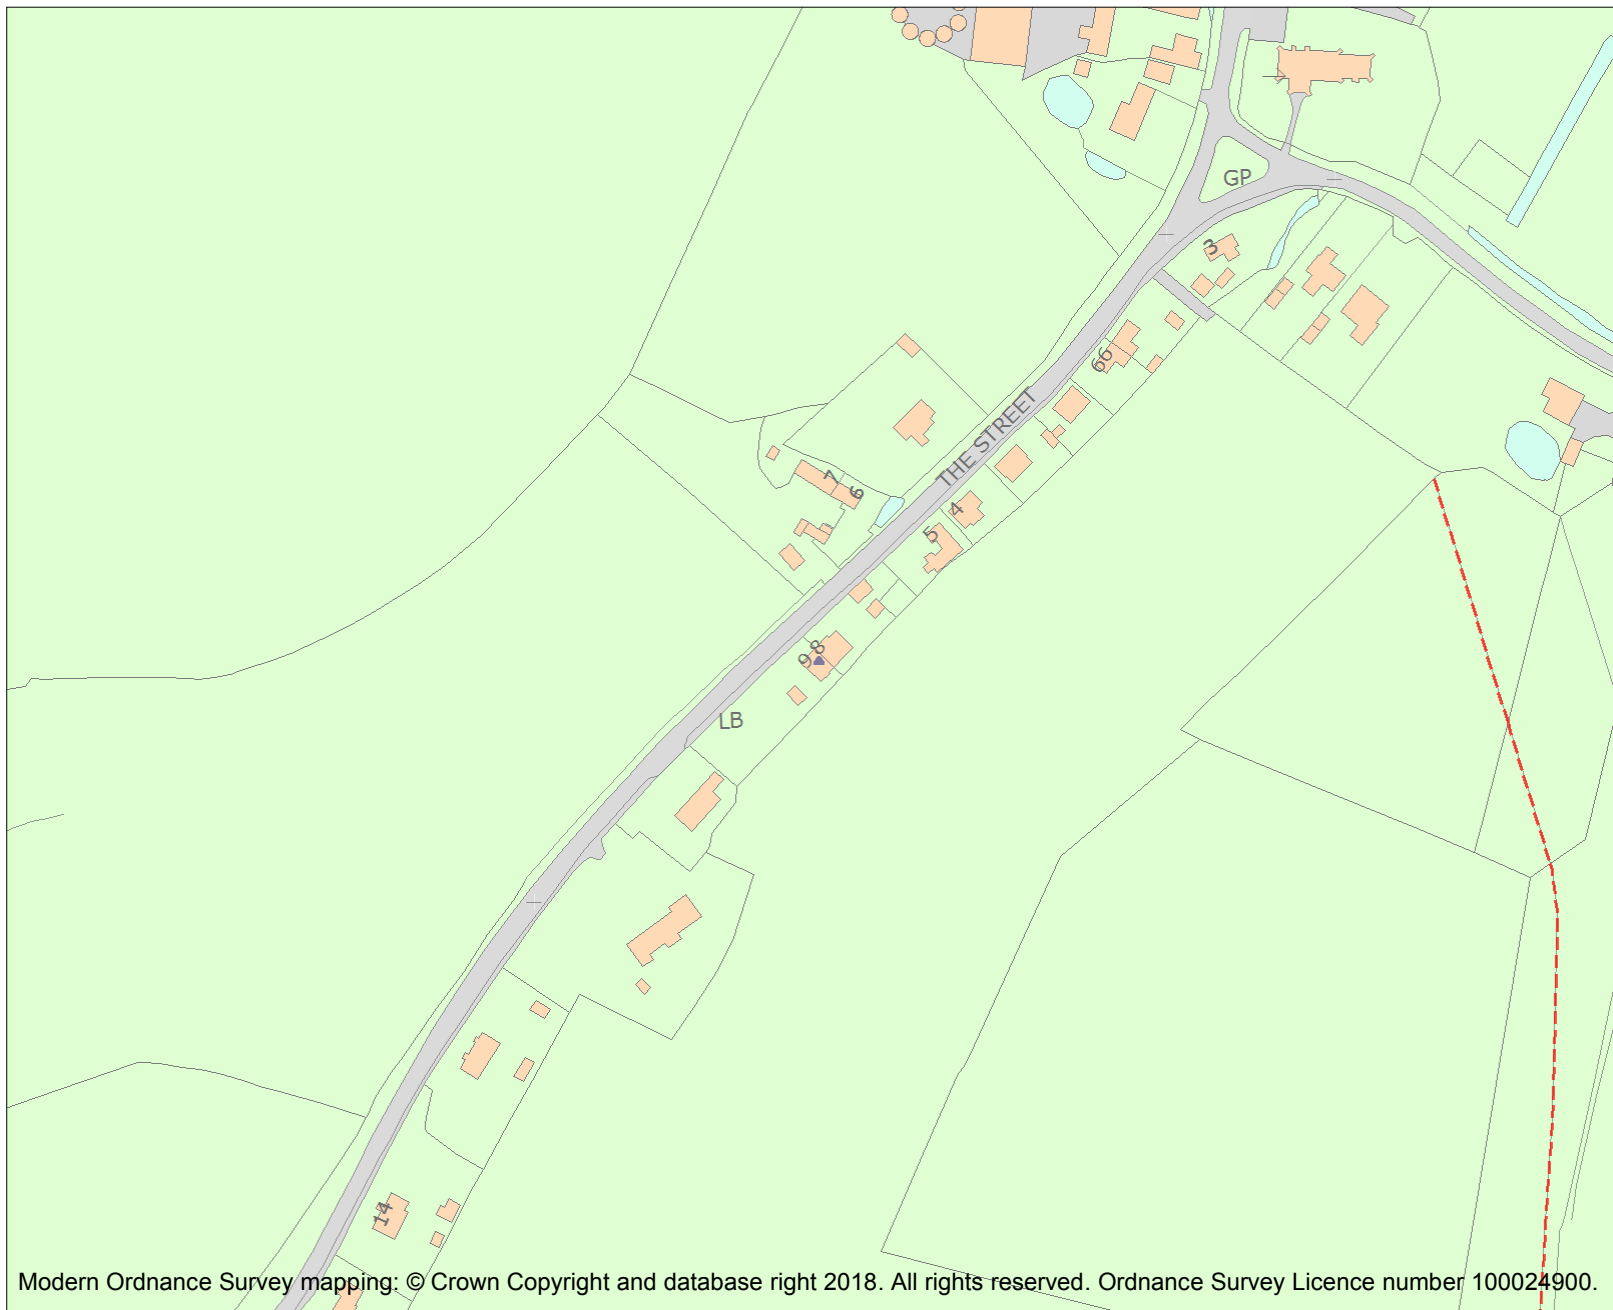 GP
3
66
THE STREET
7
6
4
5
8
9
LB
14
Modern Ordnance Survey mapping: © Crown Copyright and database right 2018. All rights reserved. Ordnance Survey Licence number 100024900.